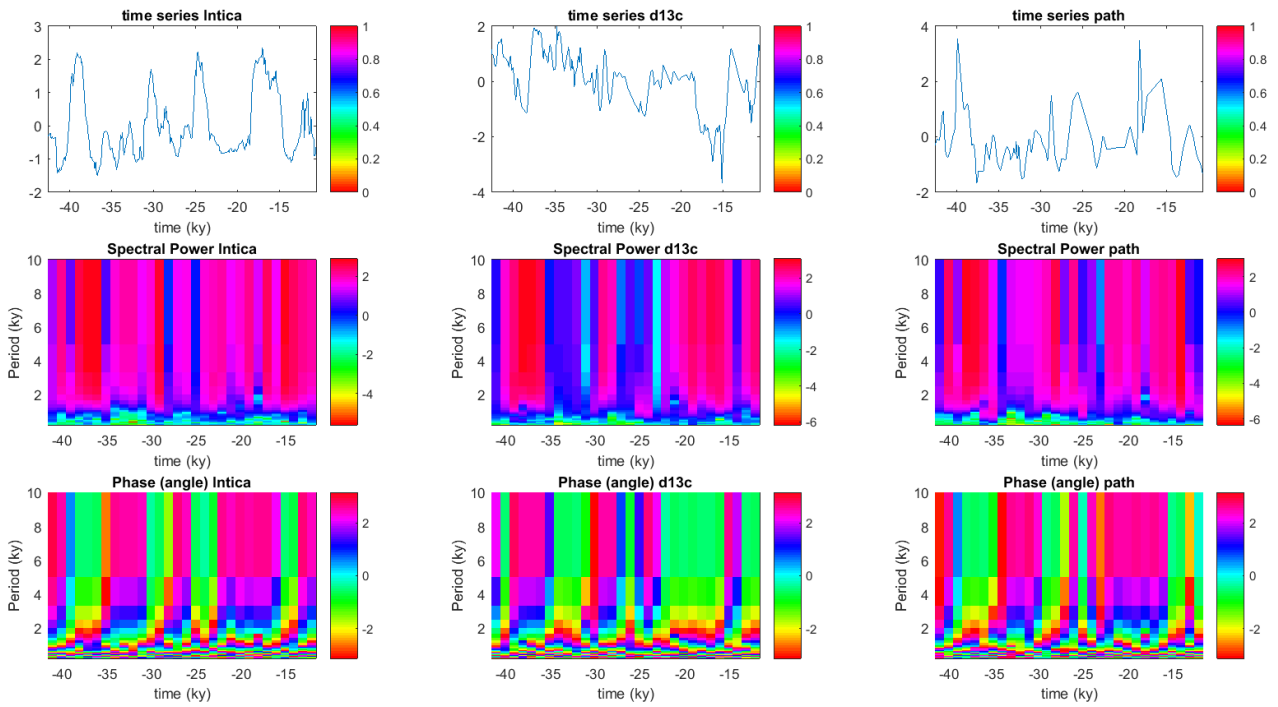 time series Intica
3
2
1
0
-1
-2
-40 -35 -30 -25 -20 -15
time (ky)
1
0.8
0.6
0.4
0.2
0
time series d13c
2
0
-2
-4
-40 -35 -30 -25 -20 -15
time (ky)
1
0.8
0.6
0.4
0.2
0
time series path
4
2
0
-2
-40 -35 -30 -25 -20 -15
time (ky)
1
0.8
0.6
0.4
0.2
0
Spectral Power Intica
Period (ky)
10
8
6
4
2
-40 -35 -30 -25 -20 -15
time (ky)
2
0
-2
-4
Spectral Power d13c
Period (ky)
10
8
6
4
2
-40 -35 -30 -25 -20 -15
time (ky)
2
0
-2
-4
-6
Spectral Power path
Period (ky)
10
8
6
4
2
-40 -35 -30 -25 -20 -15
time (ky)
2
0
-2
-4
-6
Phase (angle) Intica
Period (ky)
10
8
6
4
2
-40 -35 -30 -25 -20 -15
time (ky)
2
0
-2
Phase (angle) d13c
Period (ky)
10
8
6
4
2
-40 -35 -30 -25 -20 -15
time (ky)
2
0
-2
Phase (angle) path
Period (ky)
10
8
6
4
2
-40 -35 -30 -25 -20 -15
time (ky)
2
0
-2